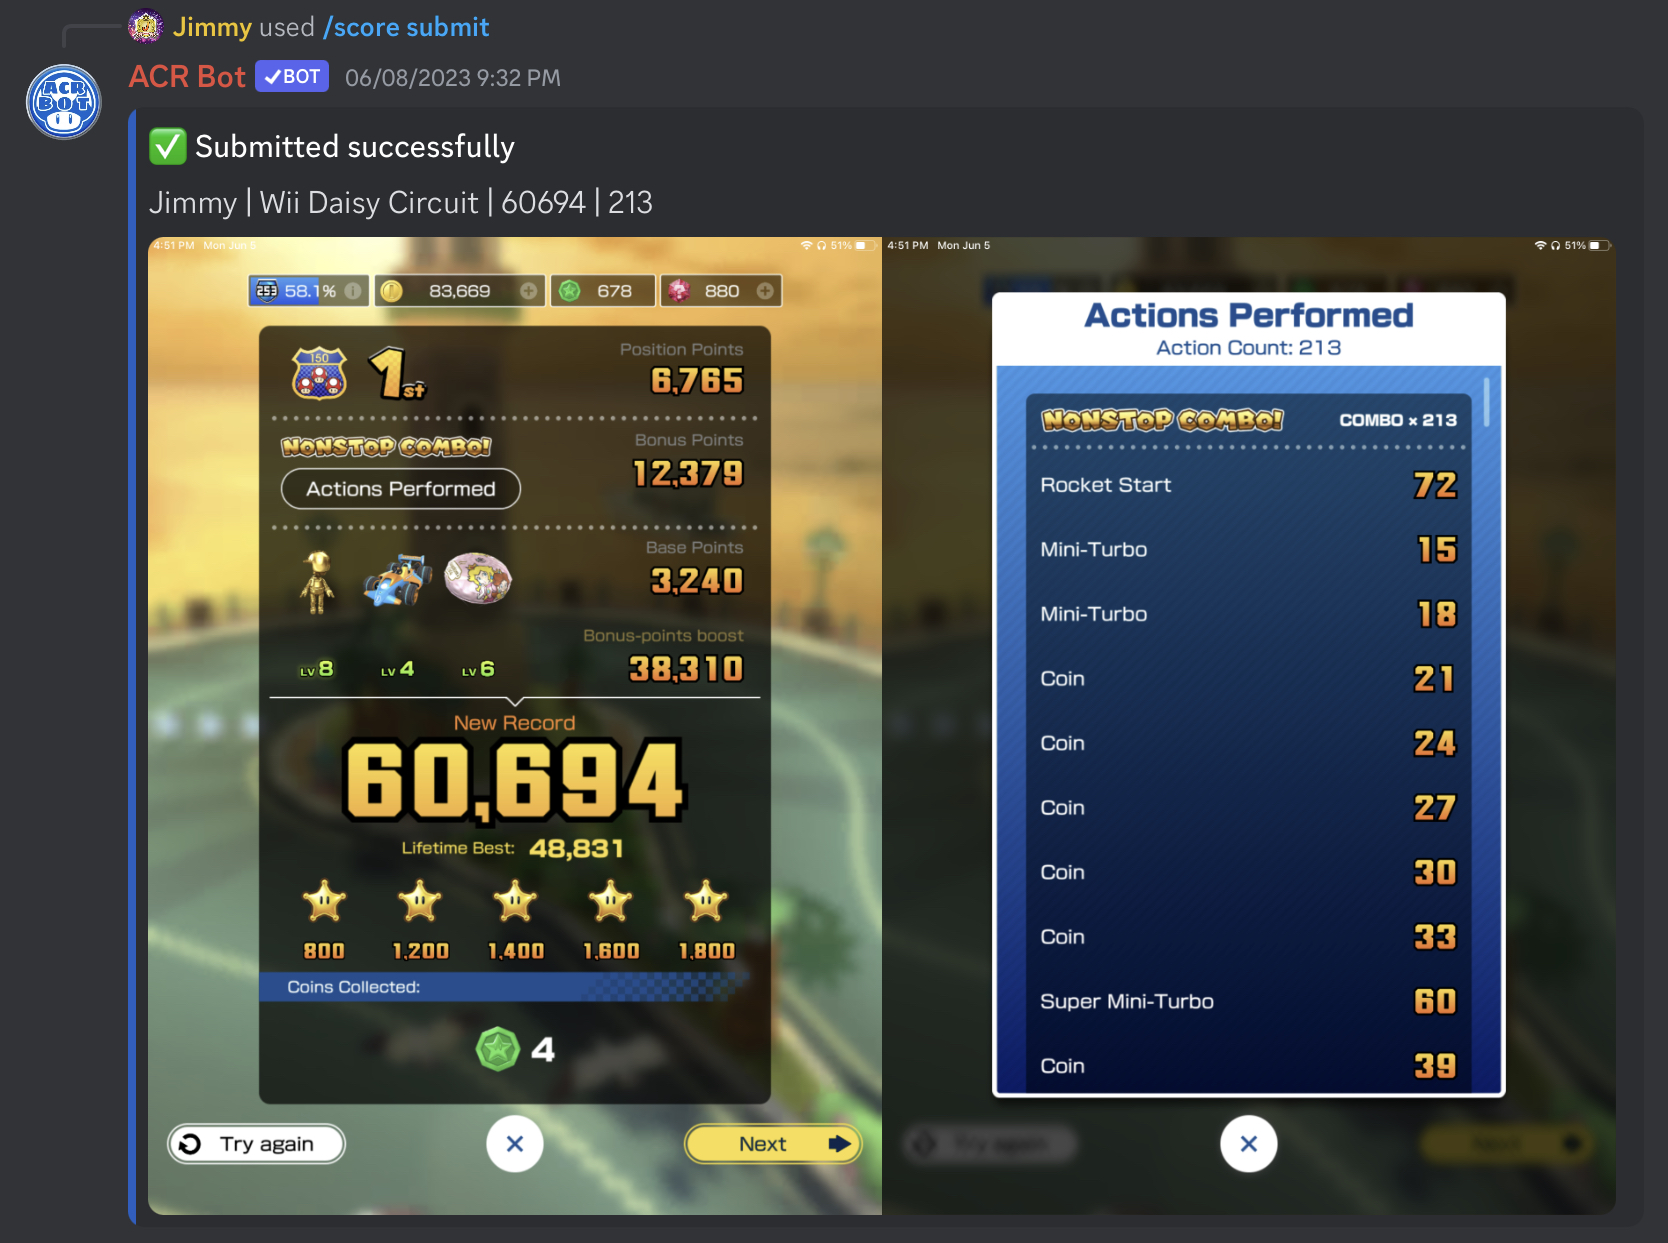 Jimmy used /score submit
ACR BOT
ACR Bot ✓BOT 06/08/2023 9:32 PM
✅ Submitted successfully
Jimmy | Wii Daisy Circuit | 60694 | 213
4:51 PM Mon Jun 5 51%
253 58.1% i 83,669 + 678 880 +
150 1st
Position Points
6,765
NONSTOP COMBO!
Bonus Points
12,379
Actions Performed
Base Points
3,240
Bonus-points boost
LV 8 LV 4 LV 6 38,310
New Record
60,694
Lifetime Best: 48,831
800 1,200 1,400 1,600 1,800
Coins Collected:
4
Try again × Next
4:51 PM Mon Jun 5 51%
Actions Performed
Action Count: 213
NONSTOP COMBO! COMBO × 213
Rocket Start 72
Mini-Turbo 15
Mini-Turbo 18
Coin 21
Coin 24
Coin 27
Coin 30
Coin 33
Super Mini-Turbo 60
Coin 39
Try again × Next